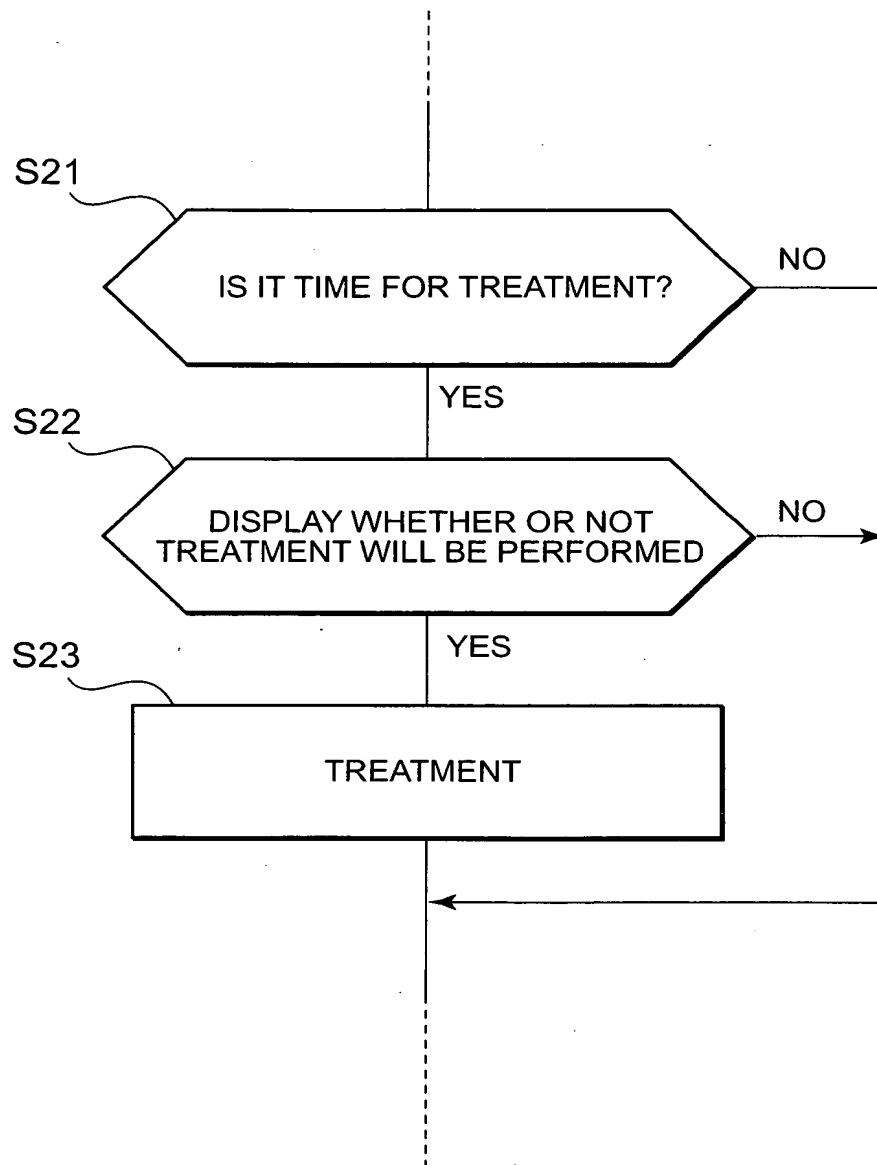 S21
IS IT TIME FOR TREATMENT?
NO
YES
S22
DISPLAY WHETHER OR NOT
TREATMENT WILL BE PERFORMED
NO
YES
S23
TREATMENT